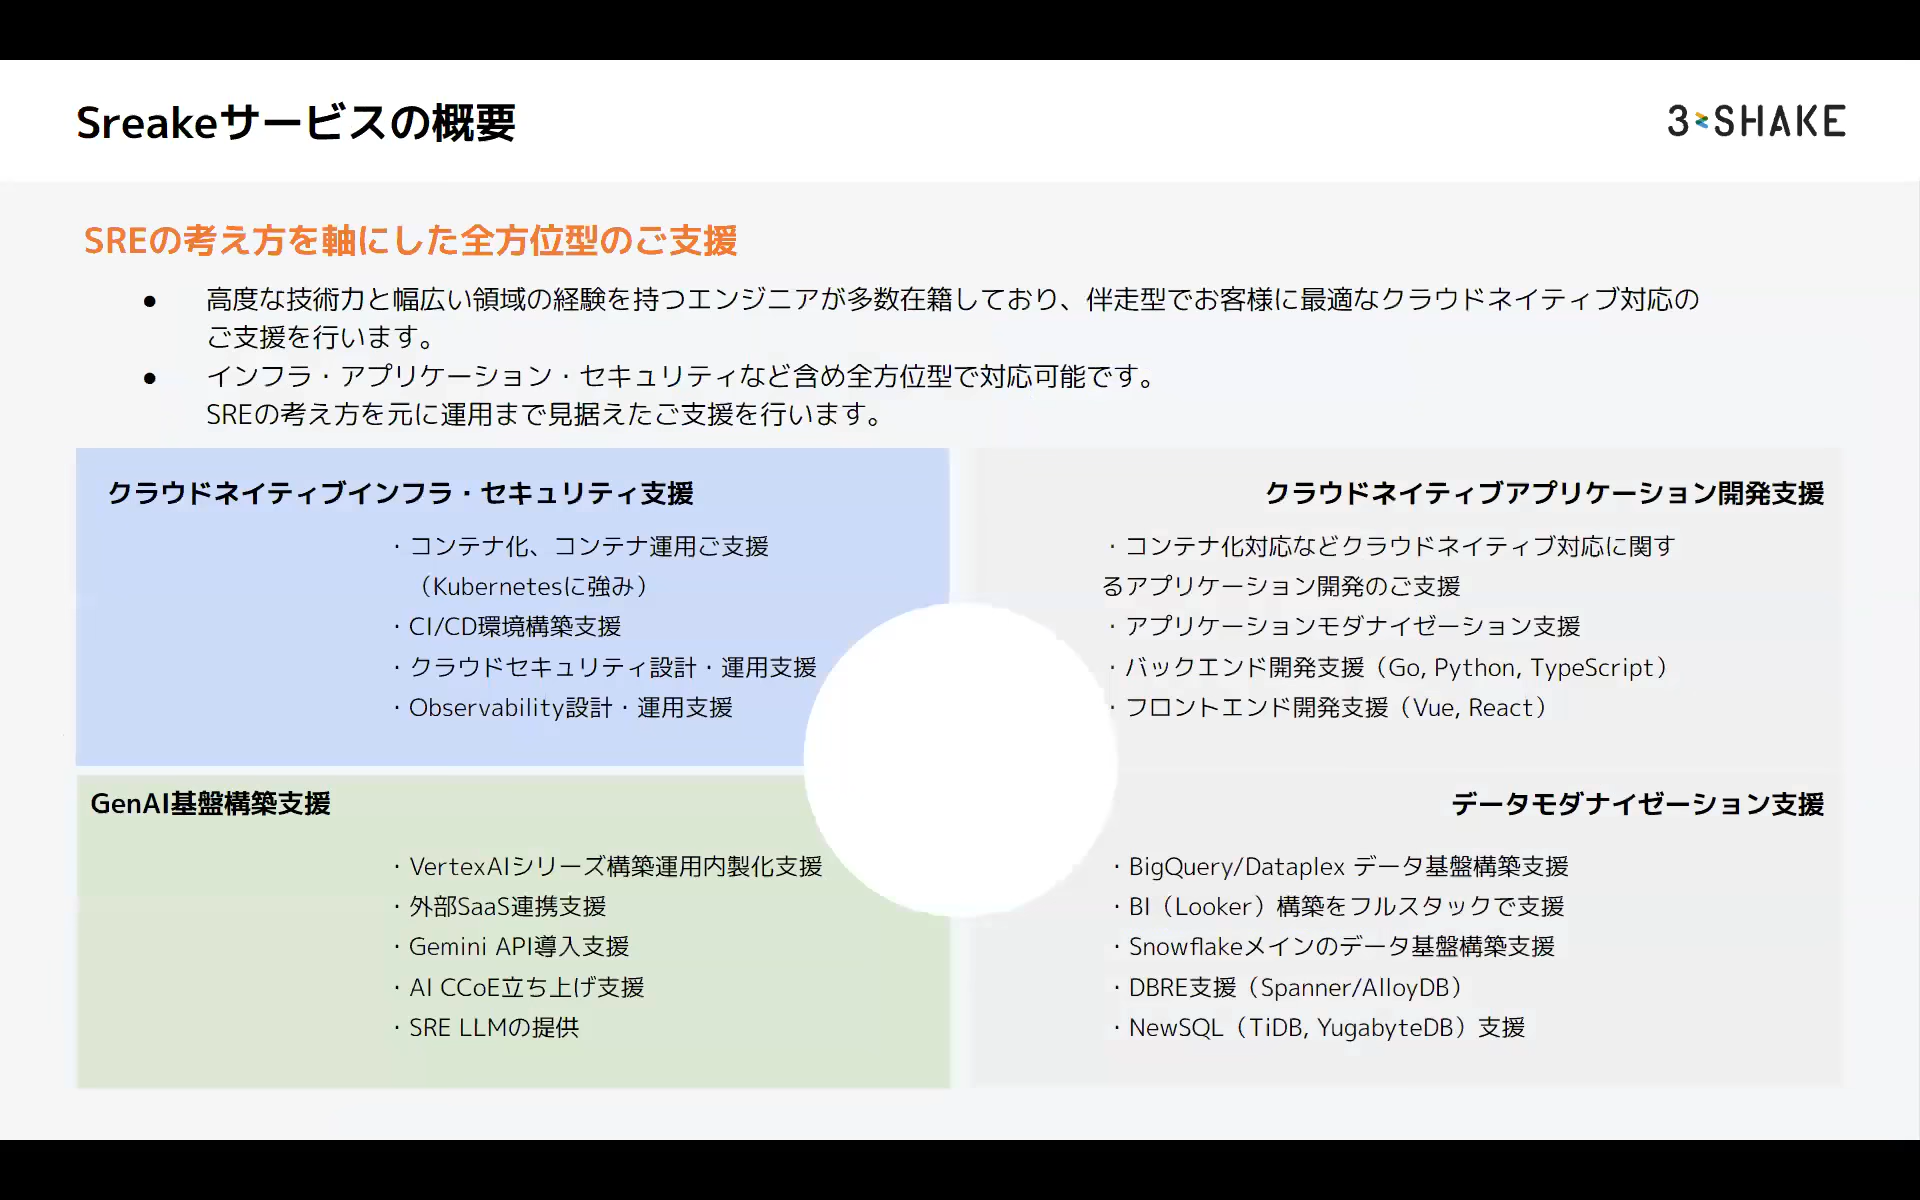 Sreakeサービスの概要
3-SHAKE
SREの考え方を軸にした全方位型のご支援
● 高度な技術力と幅広い領域の経験を持つエンジニアが多数在籍しており、伴走型でお客様に最適なクラウドネイティブ対応の
ご支援を行います。
● インフラ・アプリケーション・セキュリティなど含め全方位型で対応可能です。
SREの考え方を元に運用まで見据えたご支援を行います。
クラウドネイティブインフラ・セキュリティ支援
・コンテナ化、コンテナ運用ご支援
（Kubernetesに強み）
・CI/CD環境構築支援
・クラウドセキュリティ設計・運用支援
・Observability設計・運用支援
クラウドネイティブアプリケーション開発支援
・コンテナ化対応などクラウドネイティブ対応に関す
るアプリケーション開発のご支援
・アプリケーションモダナイゼーション支援
・バックエンド開発支援（Go, Python, TypeScript）
・フロントエンド開発支援（Vue, React）
GenAI基盤構築支援
・VertexAIシリーズ構築運用内製化支援
・外部SaaS連携支援
・Gemini API導入支援
・AI CCoE立ち上げ支援
・SRE LLMの提供
データモダナイゼーション支援
・BigQuery/Dataplex データ基盤構築支援
・BI（Looker）構築をフルスタックで支援
・Snowflakeメインのデータ基盤構築支援
・DBRE支援（Spanner/AlloyDB）
・NewSQL（TiDB, YugabyteDB）支援